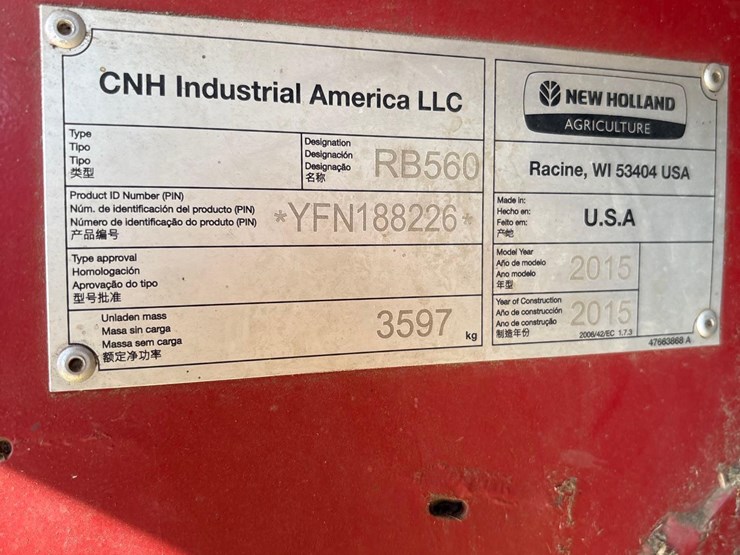 CNH Industrial America LLC
Type
Tipo
Tipo
类型
Designation
Designación
Designação
名称
RB560
Product ID Number (PIN)
Núm. de identificación del producto (PIN)
Número de identificação do produto (PIN)
产品编号
*YFN188226*
Type approval
Homologación
Aprovação do tipo
型号批准
Unladen mass
Masa sin carga
Massa sem carga
额定净功率
3597
kg
NEW HOLLAND
AGRICULTURE
Racine, WI 53404 USA
Made in:
Hecho en:
Feito em:
产地
U.S.A
Model Year
Año de modelo
Ano modelo
年型
2015
Year of Construction
Año de construcción
Ano de construção
制造年份
2015
2006/42/EC 1.7.3
47683868 A